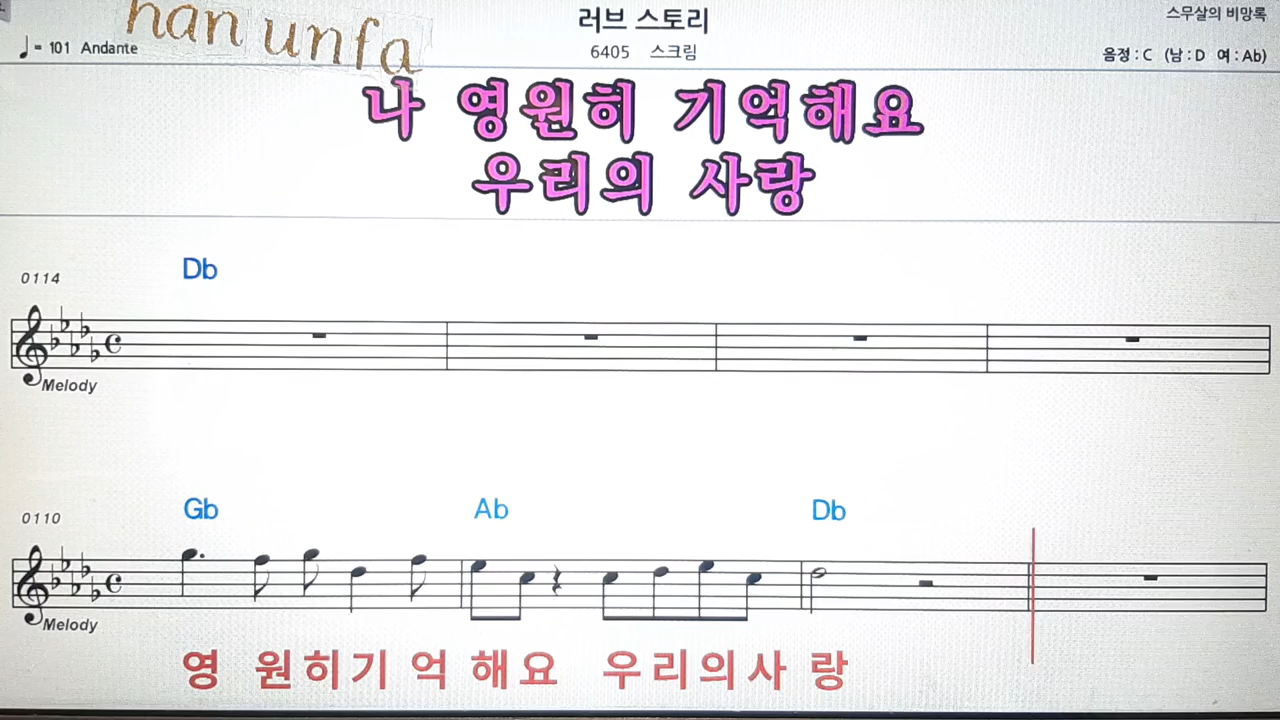 han unfa
러브 스토리
스무살의 비망록
= 101 Andante
6405 스크림
음정 : C (남 : D 여 : Ab)
나 영원히 기억해요
우리의 사랑
0114
Db
Melody
0110
Gb Ab Db
Melody
영 원히기 억 해요 우리의사 랑